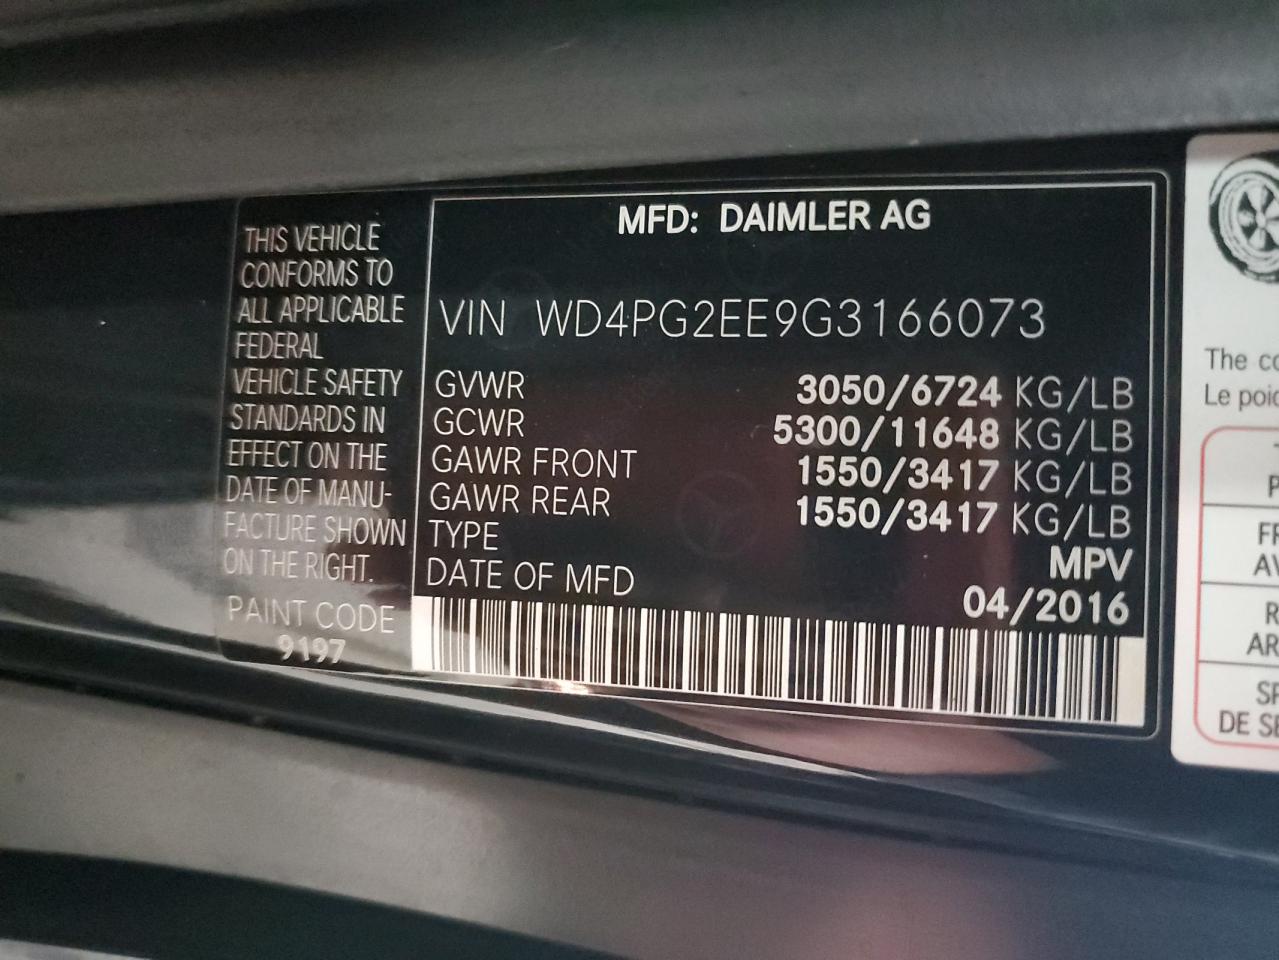 MFD: DAIMLER AG
THIS VEHICLE
CONFORMS TO
ALL APPLICABLE
FEDERAL
VEHICLE SAFETY
STANDARDS IN
EFFECT ON THE
DATE OF MANU-
FACTURE SHOWN
ON THE RIGHT.
PAINT CODE
9197
VIN WD4PG2EE9G3166073
GVWR 3050/6724 KG/LB
GCWR 5300/11648 KG/LB
GAWR FRONT 1550/3417 KG/LB
GAWR REAR 1550/3417 KG/LB
TYPE MPV
DATE OF MFD 04/2016
The
Le
DE